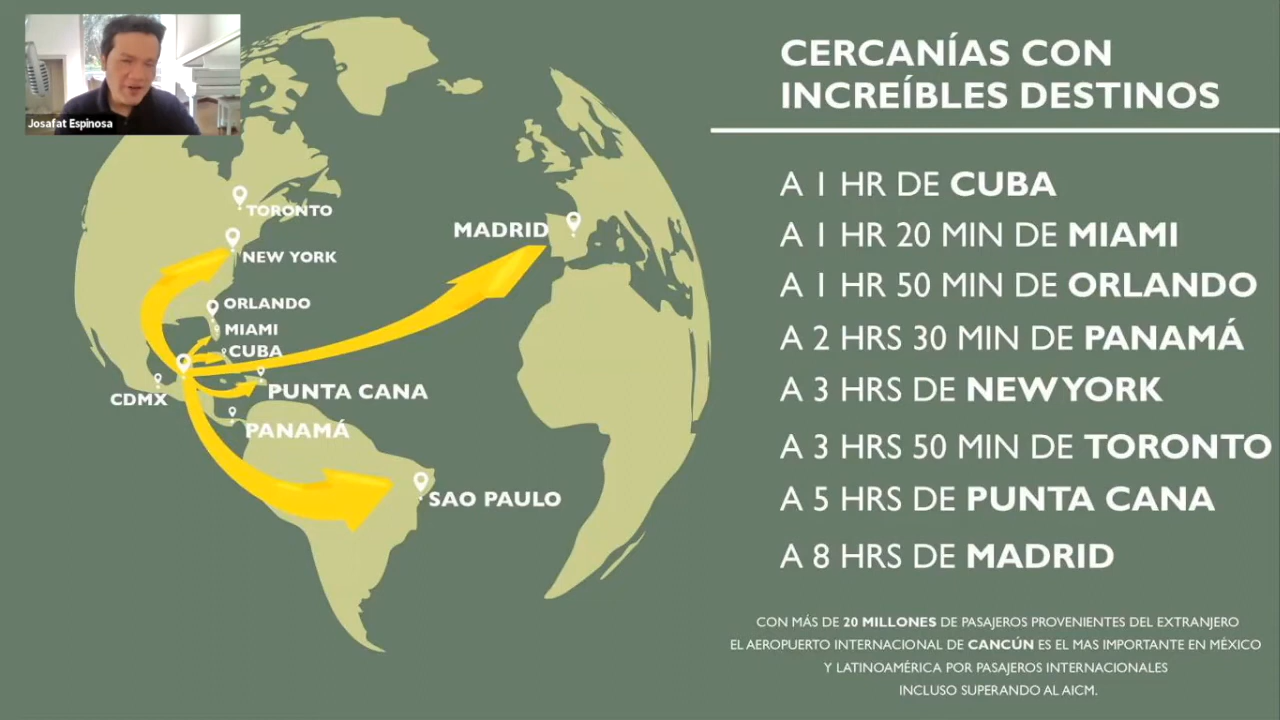 Josafat Espinosa
TORONTO
NEW YORK
ORLANDO
MIAMI
CUBA
CDMX
PUNTA CANA
PANAMÁ
MADRID
SAO PAULO
CERCANÍAS CON
INCREÍBLES DESTINOS
A 1 HR DE CUBA
A 1 HR 20 MIN DE MIAMI
A 1 HR 50 MIN DE ORLANDO
A 2 HRS 30 MIN DE PANAMÁ
A 3 HRS DE NEW YORK
A 3 HRS 50 MIN DE TORONTO
A 5 HRS DE PUNTA CANA
A 8 HRS DE MADRID
CON MÁS DE 20 MILLONES DE PASAJEROS PROVENIENTES DEL EXTRANJERO
EL AEROPUERTO INTERNACIONAL DE CANCÚN ES EL MAS IMPORTANTE EN MÉXICO
Y LATINOAMÉRICA POR PASAJEROS INTERNACIONALES
INCLUSO SUPERANDO AL AICM.